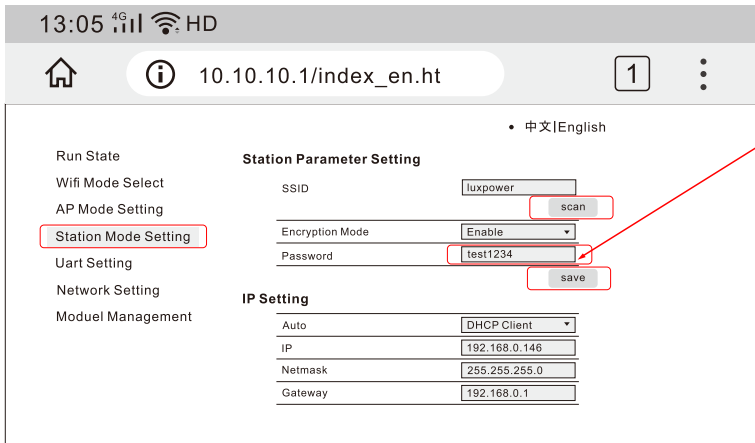 13:05 4G HD
10.10.10.1/index_en.ht
1
• 中文|English
Run State
Wifi Mode Select
AP Mode Setting
Station Mode Setting
Uart Setting
Network Setting
Moduel Management
Station Parameter Setting
SSID luxpower
scan
Encryption Mode Enable
Password test1234
save
IP Setting
Auto DHCP Client
IP 192.168.0.146
Netmask 255.255.255.0
Gateway 192.168.0.1